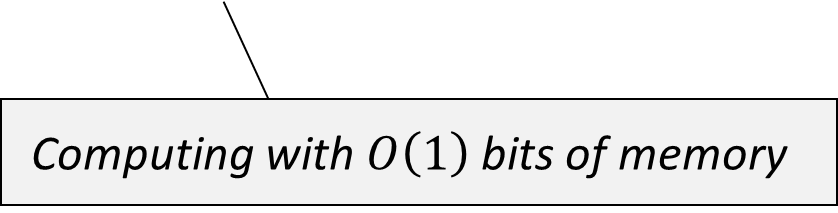 Computing with O(1) bits of memory